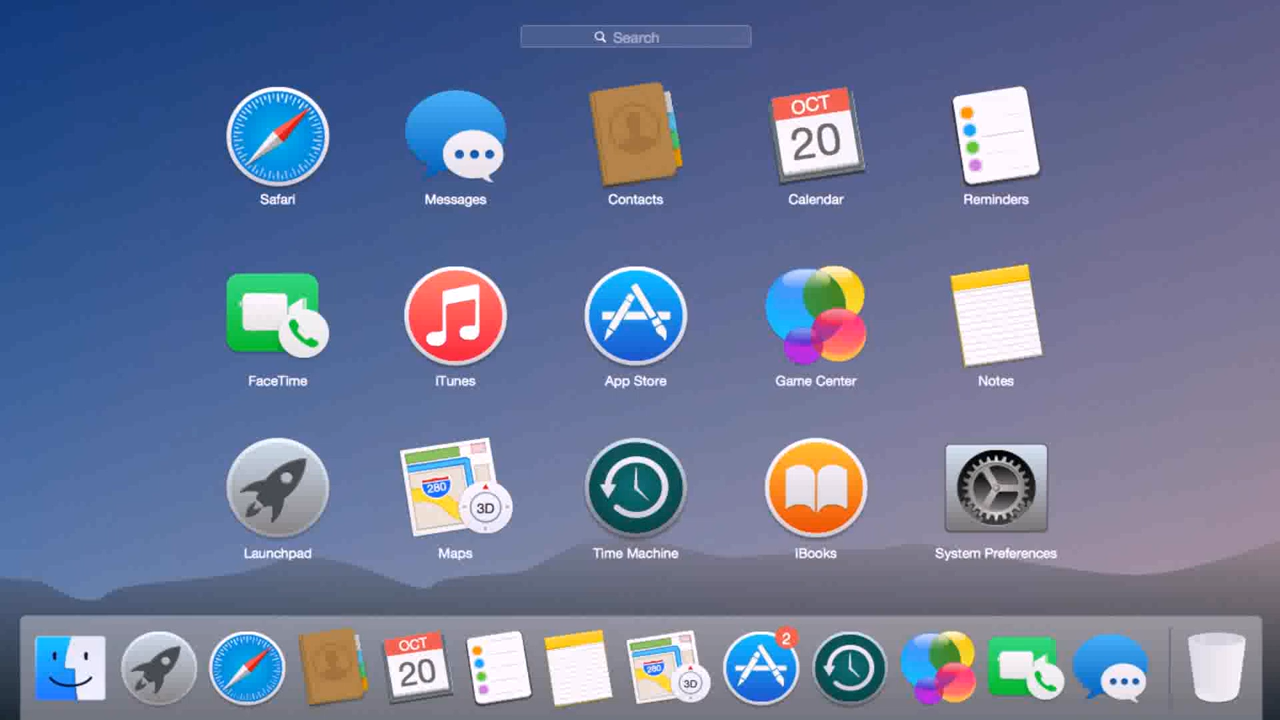 Search
OCT
20
Safari
Messages
Contacts
Calendar
Reminders
FaceTime
iTunes
App Store
Game Center
Notes
280
3D
Launchpad
Maps
Time Machine
iBooks
System Preferences
OCT
20
280
3D
2